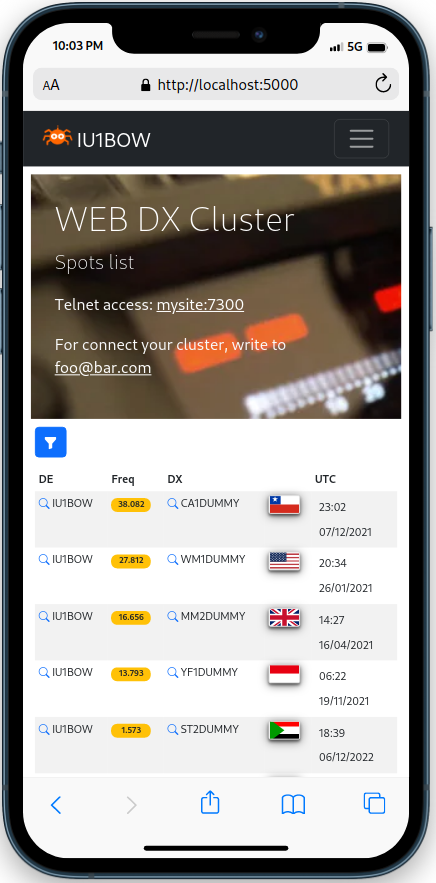 10:03 PM 5G
AA http://localhost:5000
IU1BOW
WEB DX Cluster
Spots list
Telnet access: mysite:7300
For connect your cluster, write to
foo@bar.com
DE Freq DX UTC
IU1BOW 38.082 CA1DUMMY 23:02
07/12/2021
IU1BOW 27.812 WM1DUMMY 20:34
26/01/2021
IU1BOW 16.656 MM2DUMMY 14:27
16/04/2021
IU1BOW 13.793 YF1DUMMY 06:22
19/11/2021
IU1BOW 1.573 ST2DUMMY 18:39
06/12/2022